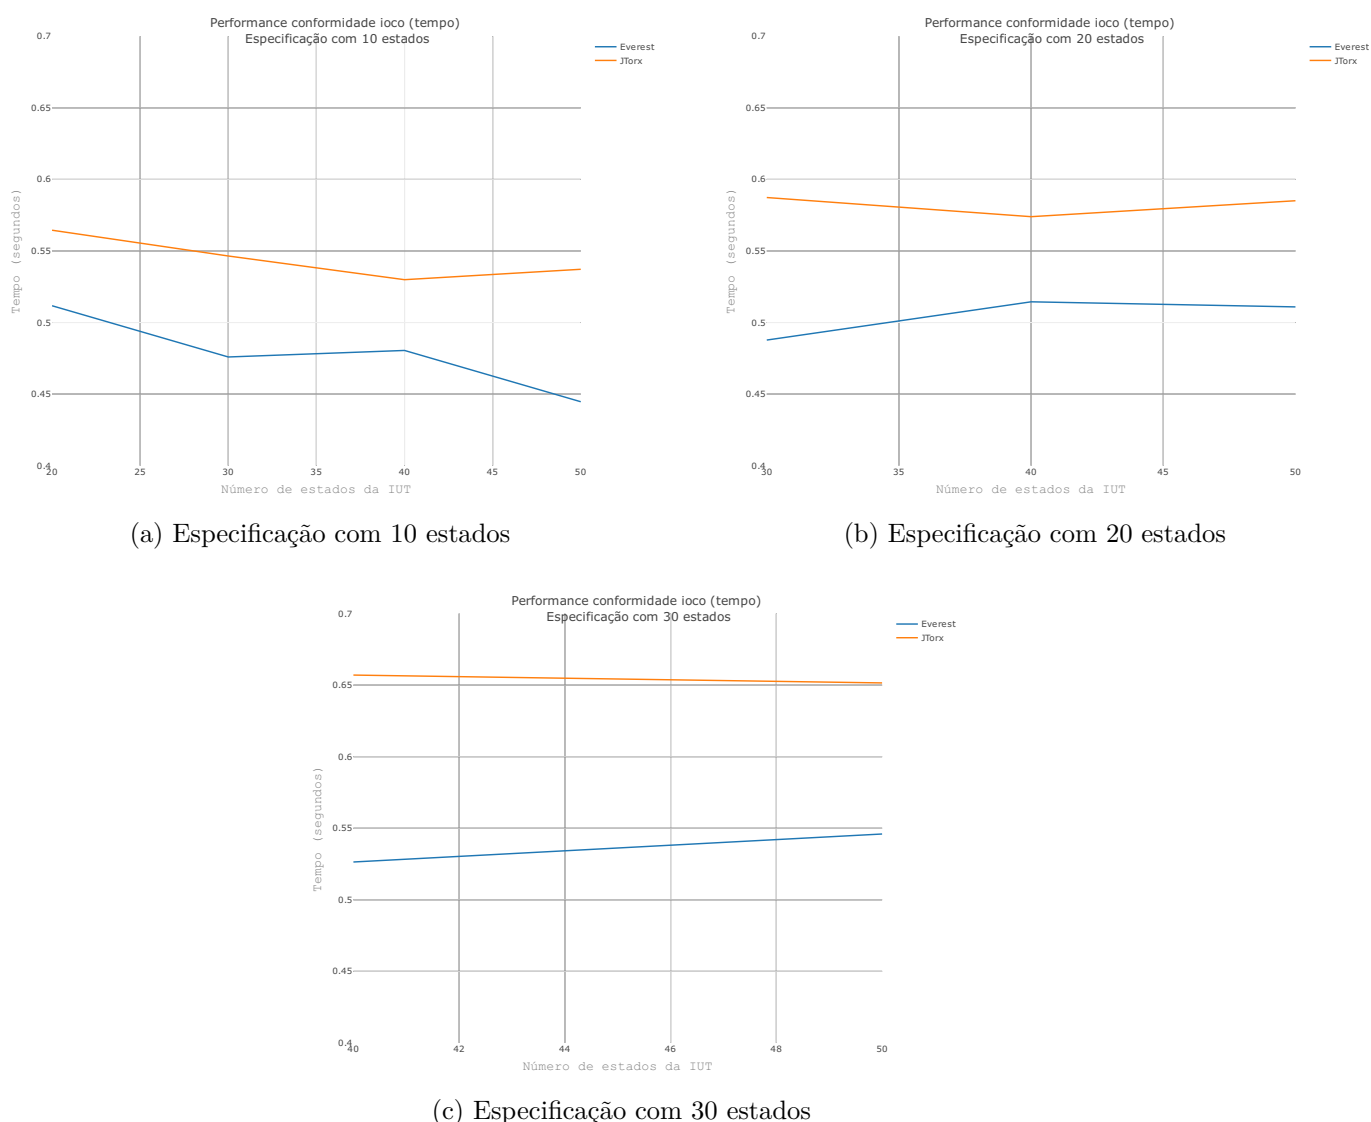 Performance conformidade ioco (tempo)
Especificação com 10 estados
Everest
JTorx
0.7
0.65
0.6
0.55
0.5
0.45
0.4
Tempo (segundos)
20 25 30 35 40 45 50
Número de estados da IUT
(a) Especificação com 10 estados
Performance conformidade ioco (tempo)
Especificação com 20 estados
Everest
JTorx
0.7
0.65
0.6
0.55
0.5
0.45
0.4
Tempo (segundos)
30 35 40 45 50
Número de estados da IUT
(b) Especificação com 20 estados
Performance conformidade ioco (tempo)
Especificação com 30 estados
Everest
JTorx
0.7
0.65
0.6
0.55
0.5
0.45
0.4
Tempo (segundos)
40 42 44 46 48 50
Número de estados da IUT
(c) Especificação com 30 estados